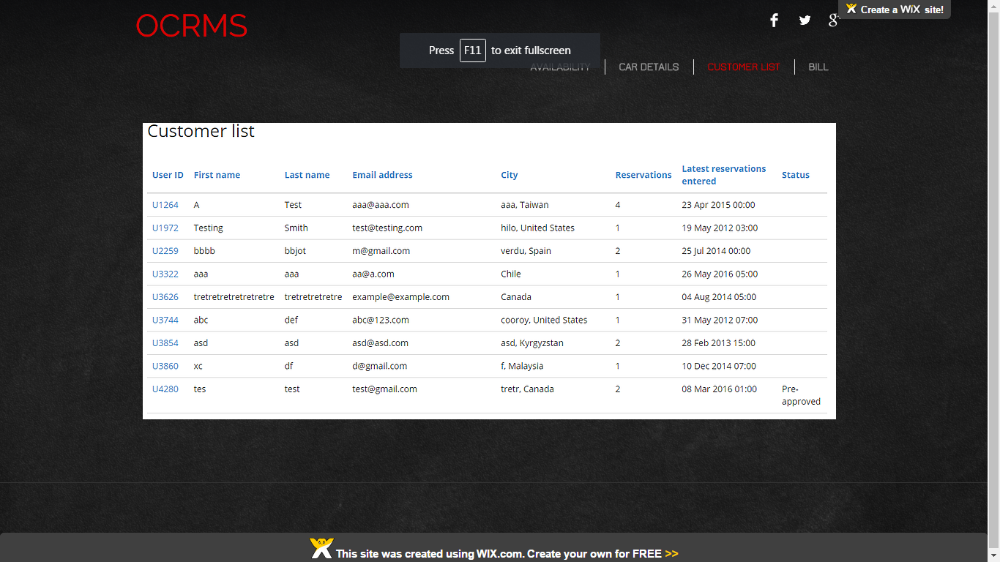 OCRMS
Create a WiX site!
Press F11 to exit fullscreen
AVAILABILITY
CAR DETAILS
CUSTOMER LIST
BILL
Customer list
User ID First name Last name Email address City Reservations Latest reservations entered Status
U1264 A Test aaa@aaa.com aaa, Taiwan 4 23 Apr 2015 00:00
U1972 Testing Smith test@testing.com hilo, United States 1 19 May 2012 03:00
U2259 bbbb bbjot m@gmail.com verdu, Spain 2 25 Jul 2014 00:00
U3322 aaa aaa aa@a.com Chile 1 26 May 2016 05:00
U3626 tretretretretretre tretretretretre example@example.com Canada 1 04 Aug 2014 05:00
U3744 abc def abc@123.com cooroy, United States 1 31 May 2012 07:00
U3854 asd asd asd@asd.com asd, Kyrgyzstan 2 28 Feb 2013 15:00
U3860 xc df d@gmail.com f, Malaysia 1 10 Dec 2014 07:00
U4280 tes test test@gmail.com tretr, Canada 2 08 Mar 2016 01:00 Pre-approved
This site was created using WIX.com. Create your own for FREE >>